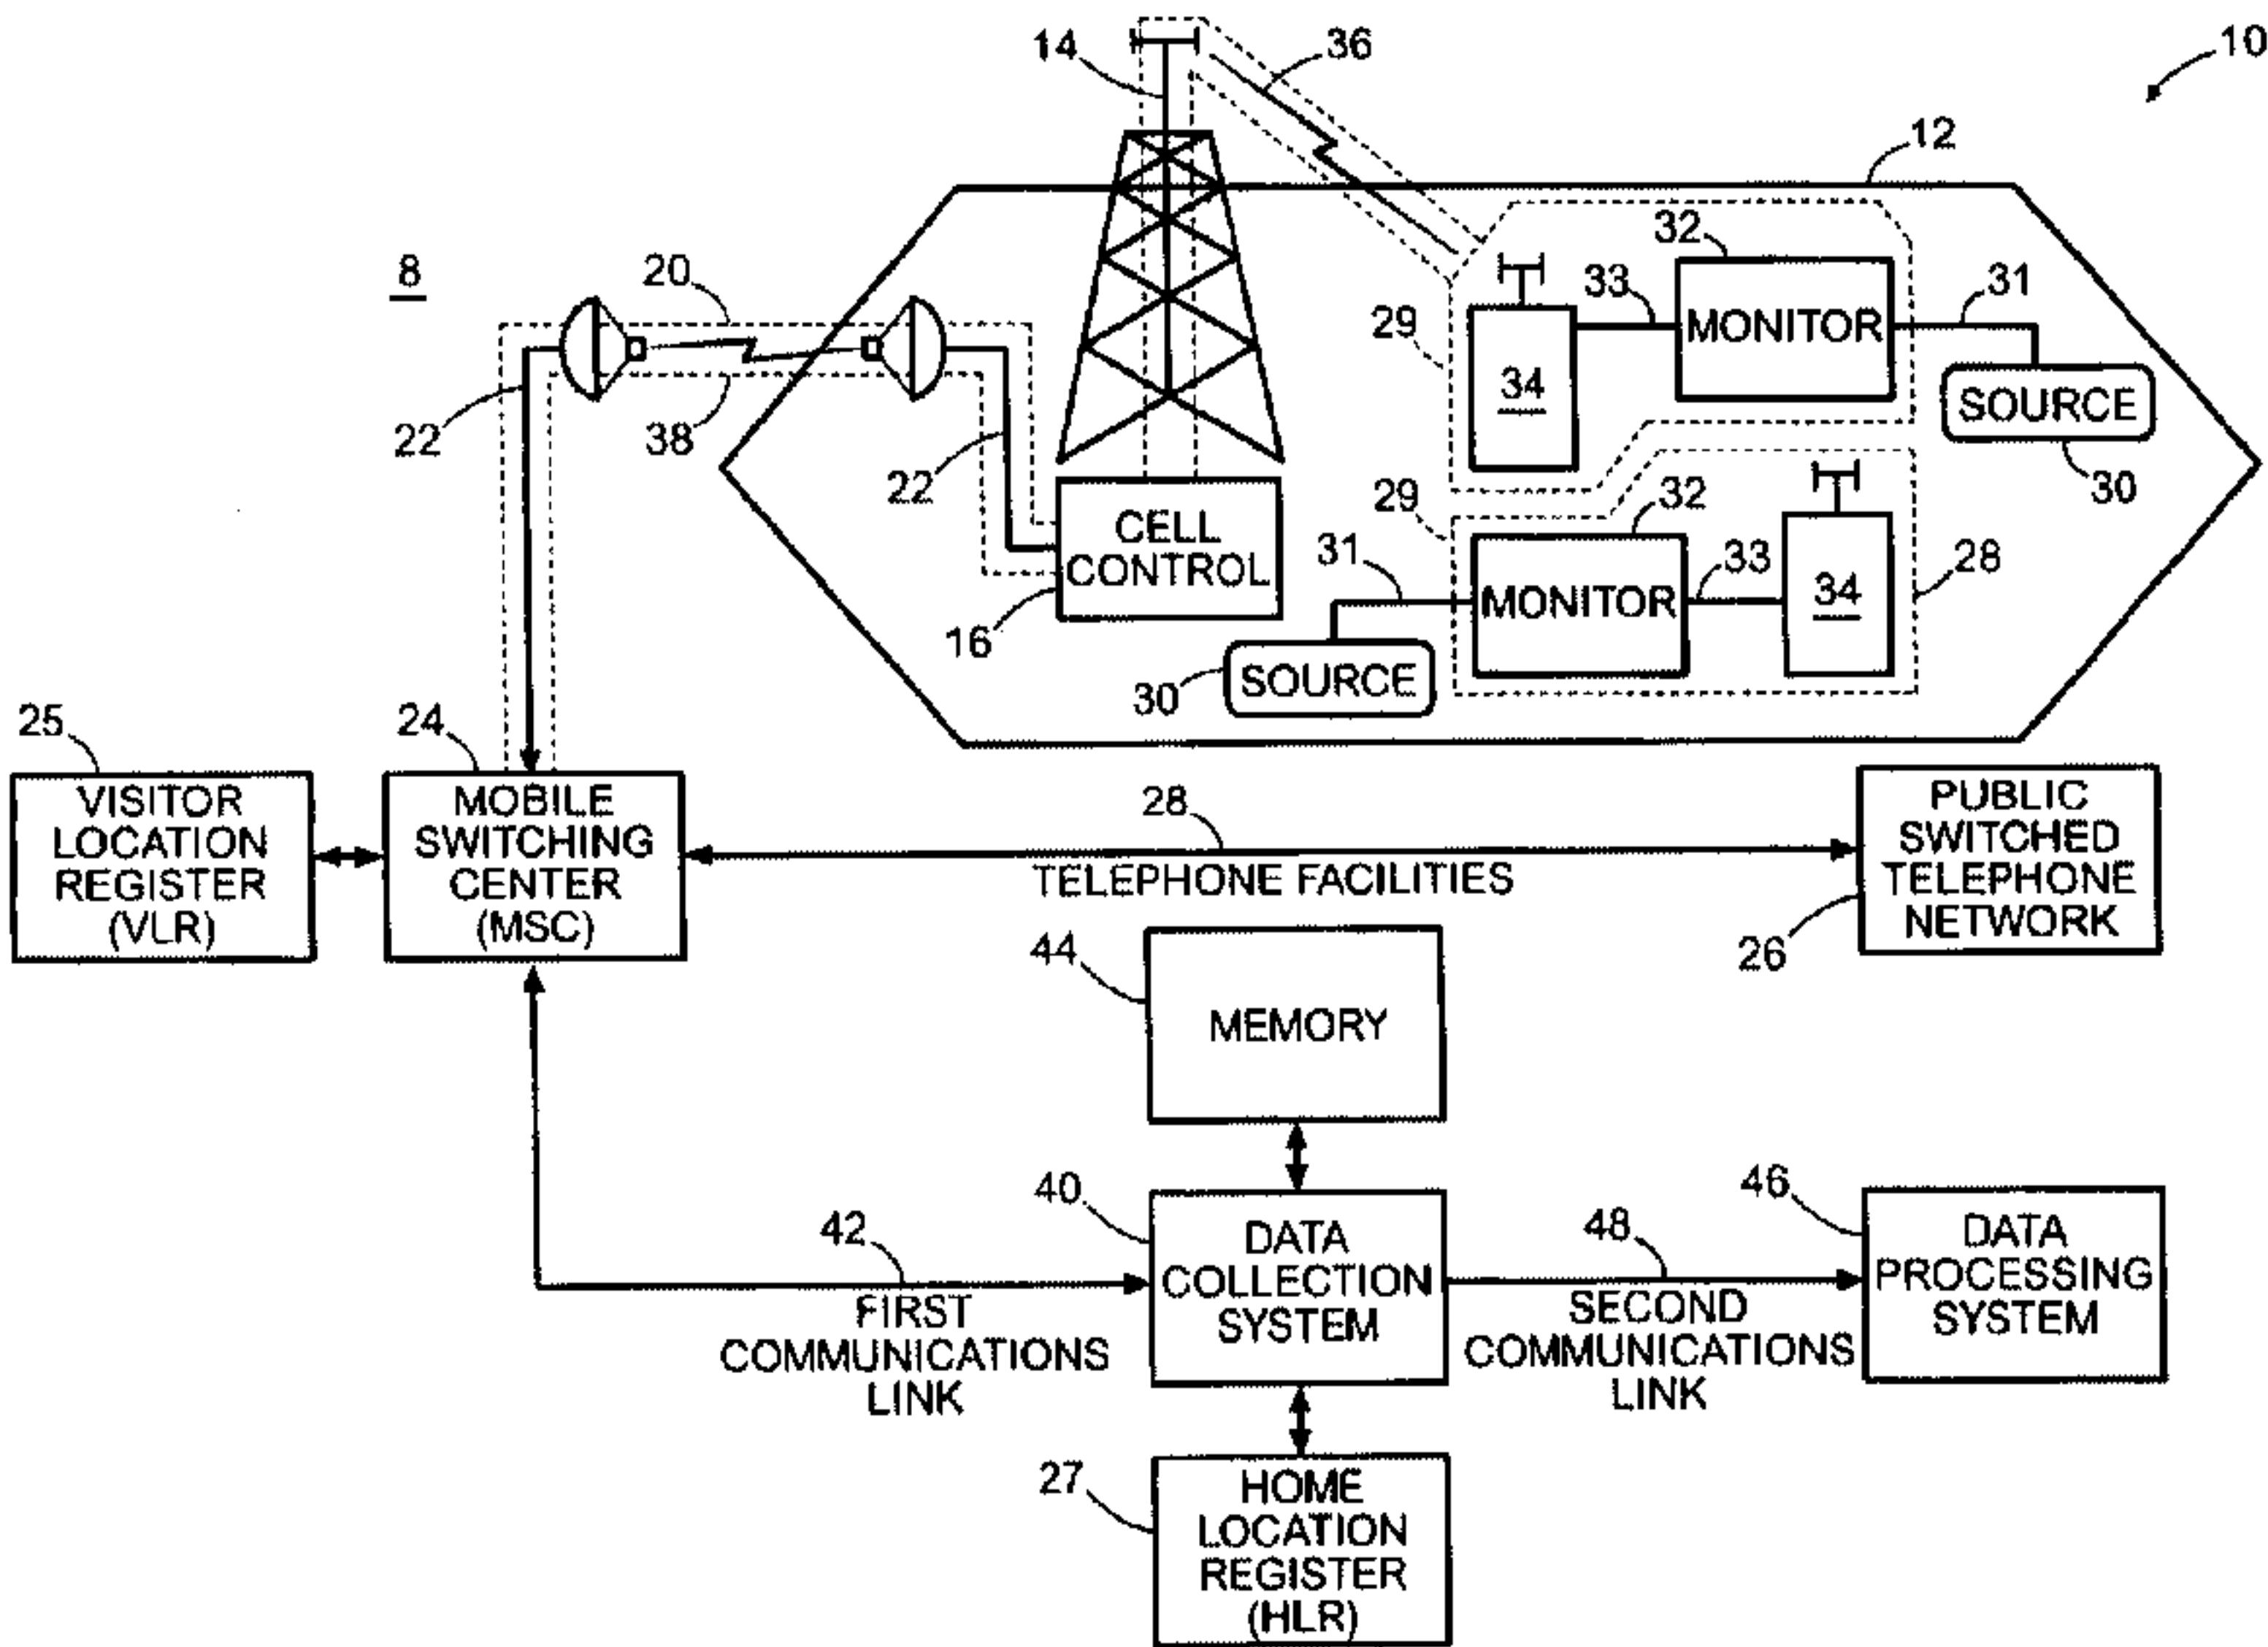 14
36
10
12
8
20
32
33
MONITOR
31
29
34
SOURCE
22
38
22
30
29
32
CELL
CONTROL
31
MONITOR
33
34
28
16
30
SOURCE
25
24
VISITOR
LOCATION
REGISTER
(VLR)
MOBILE
SWITCHING
CENTER
(MSC)
28
TELEPHONE FACILITIES
PUBLIC
SWITCHED
TELEPHONE
NETWORK
26
44
MEMORY
40
46
42
DATA
COLLECTION
SYSTEM
48
DATA
PROCESSING
SYSTEM
FIRST
COMMUNICATIONS
LINK
SECOND
COMMUNICATIONS
LINK
27
HOME
LOCATION
REGISTER
(HLR)